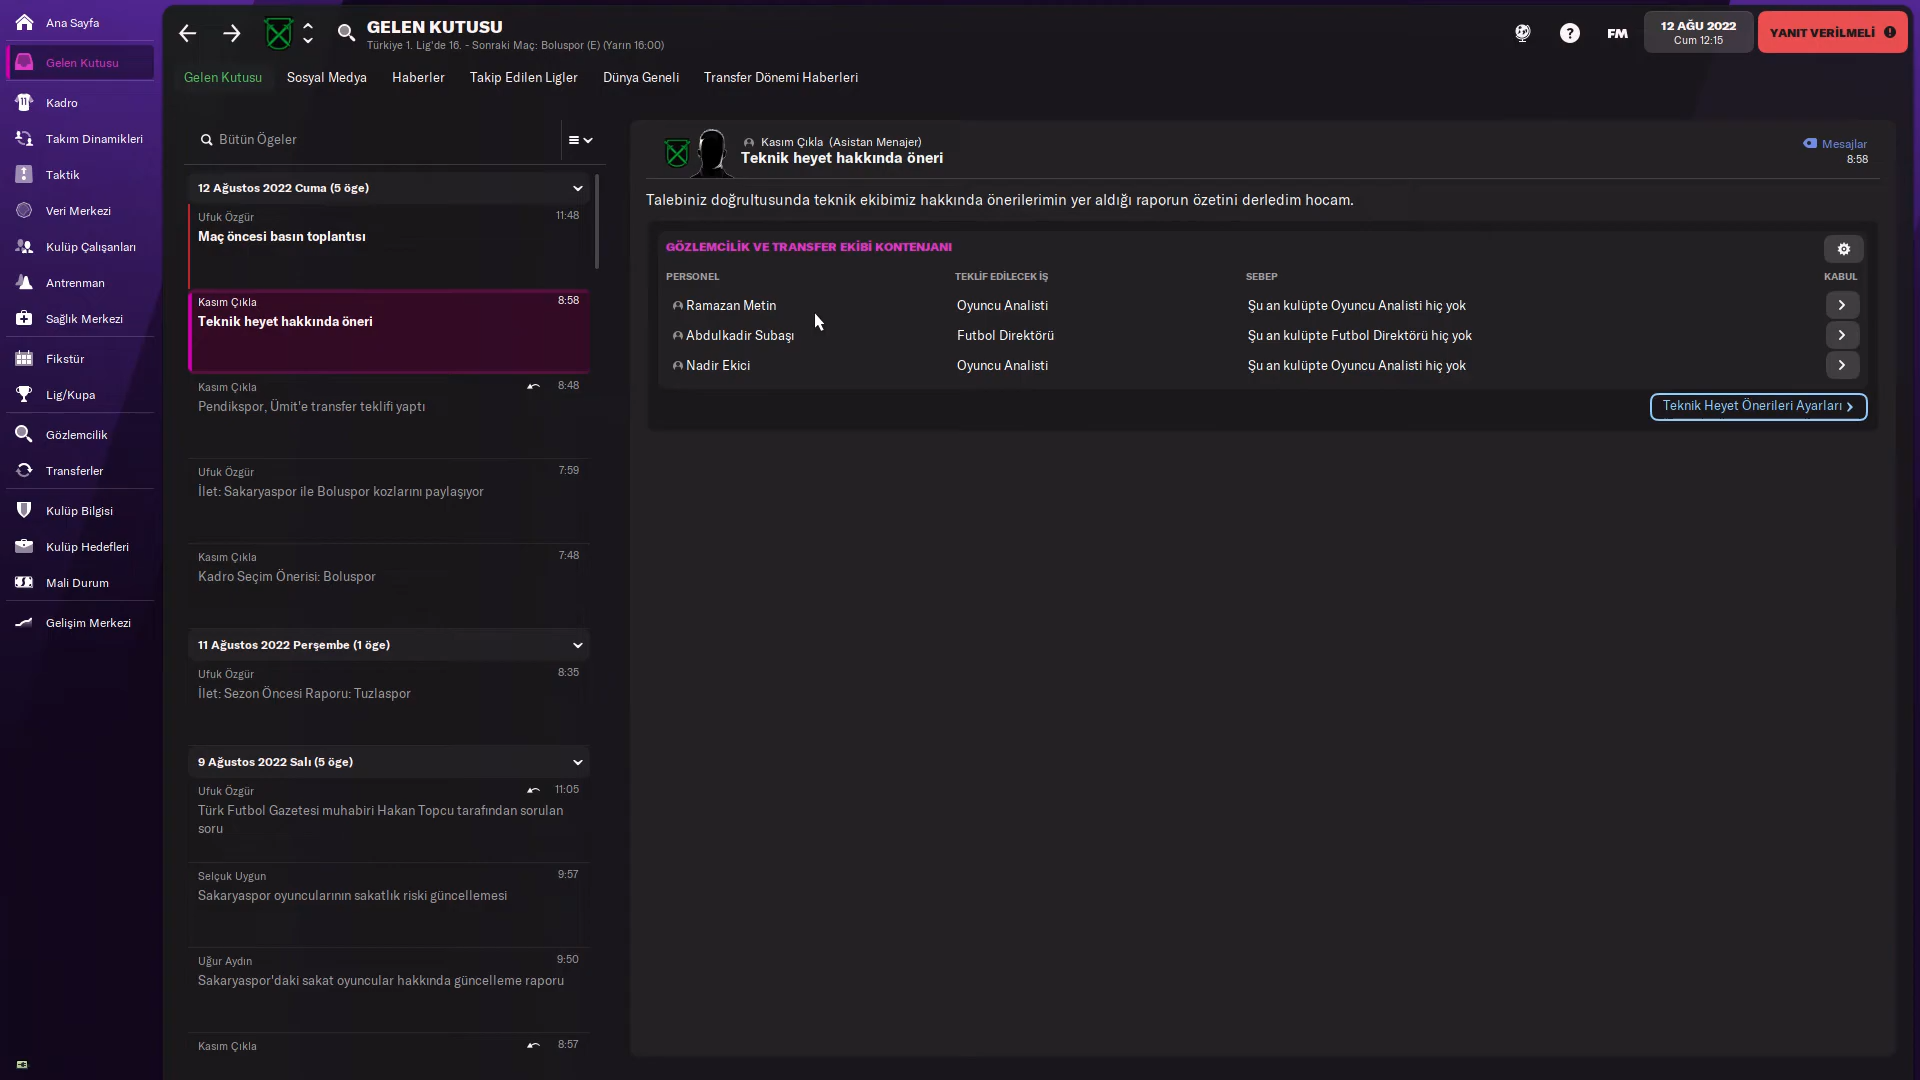 Ana Sayfa
Gelen Kutusu
Kadro
Takım Dinamikleri
Taktik
Veri Merkezi
Kulüp Çalışanları
Antrenman
Sağlık Merkezi
Fikstür
Lig/Kupa
Gözlemcilik
Transferler
Kulüp Bilgisi
Kulüp Hedefleri
Mali Durum
Gelişim Merkezi
GELEN KUTUSU
Türkiye 1. Lig'de 16. - Sonraki Maç: Boluspor (E) (Yarın 16:00)
FM
12 AĞU 2022
Cum 12:15
YANIT VERİLMELİ
Gelen Kutusu Sosyal Medya Haberler Takip Edilen Ligler Dünya Geneli Transfer Dönemi Haberleri
Bütün Ögeler
12 Ağustos 2022 Cuma (5 öge)
Ufuk Özgür 11:48
Maç öncesi basın toplantısı
Kasım Çıkla 8:58
Teknik heyet hakkında öneri
Kasım Çıkla 8:48
Pendikspor, Ümit'e transfer teklifi yaptı
Ufuk Özgür 7:59
İlet: Sakaryaspor ile Boluspor kozlarını paylaşıyor
Kasım Çıkla 7:48
Kadro Seçim Önerisi: Boluspor
11 Ağustos 2022 Perşembe (1 öge)
Ufuk Özgür 8:35
İlet: Sezon Öncesi Raporu: Tuzlaspor
9 Ağustos 2022 Salı (5 öge)
Ufuk Özgür 11:05
Türk Futbol Gazetesi muhabiri Hakan Topcu tarafından sorulan
soru
Selçuk Uygun 9:57
Sakaryaspor oyuncularının sakatlık riski güncellemesi
Uğur Aydın 9:50
Sakaryaspor'daki sakat oyuncular hakkında güncelleme raporu
Kasım Çıkla 8:57
Kasım Çıkla (Asistan Menajer)
Teknik heyet hakkında öneri
Mesajlar
8:58
Talebiniz doğrultusunda teknik ekibimiz hakkında önerilerimin yer aldığı raporun özetini derledim hocam.
GÖZLEMCİLİK VE TRANSFER EKİBİ KONTENJANI
PERSONEL TEKLİF EDİLECEK İŞ SEBEP KABUL
Ramazan Metin Oyuncu Analisti Şu an kulüpte Oyuncu Analisti hiç yok
Abdulkadir Subaşı Futbol Direktörü Şu an kulüpte Futbol Direktörü hiç yok
Nadir Ekici Oyuncu Analisti Şu an kulüpte Oyuncu Analisti hiç yok
Teknik Heyet Önerileri Ayarları